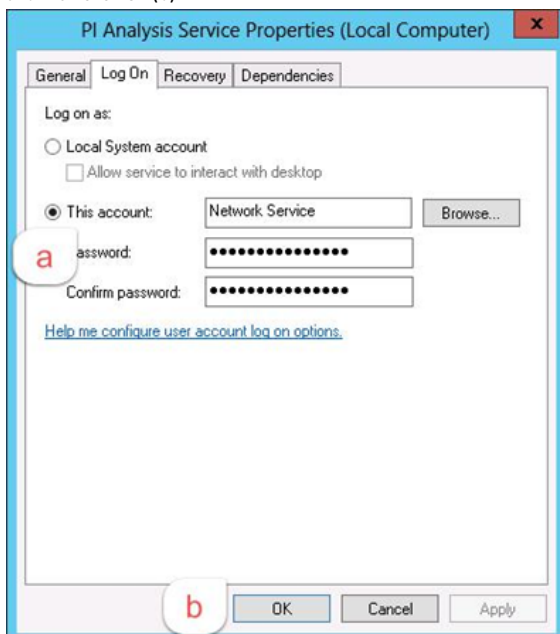 PI Analysis Service Properties (Local Computer) x
General Log On Recovery Dependencies
Log on as:
Local System account
Allow service to interact with desktop
This account: Network Service Browse...
a assword: •••••••••••••••
Confirm password: •••••••••••••••
Help me configure user account log on options.
b OK Cancel Apply